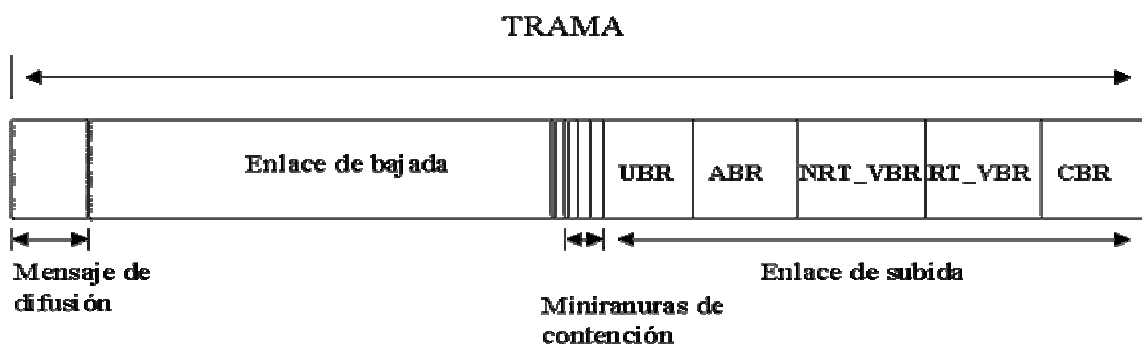 TRAMA
Enlace de bajada
UBR
ABR
NRT_VBR
RT_VBR
CBR
Mensaje de
difusión
Miniranuras de
contención
Enlace de subida